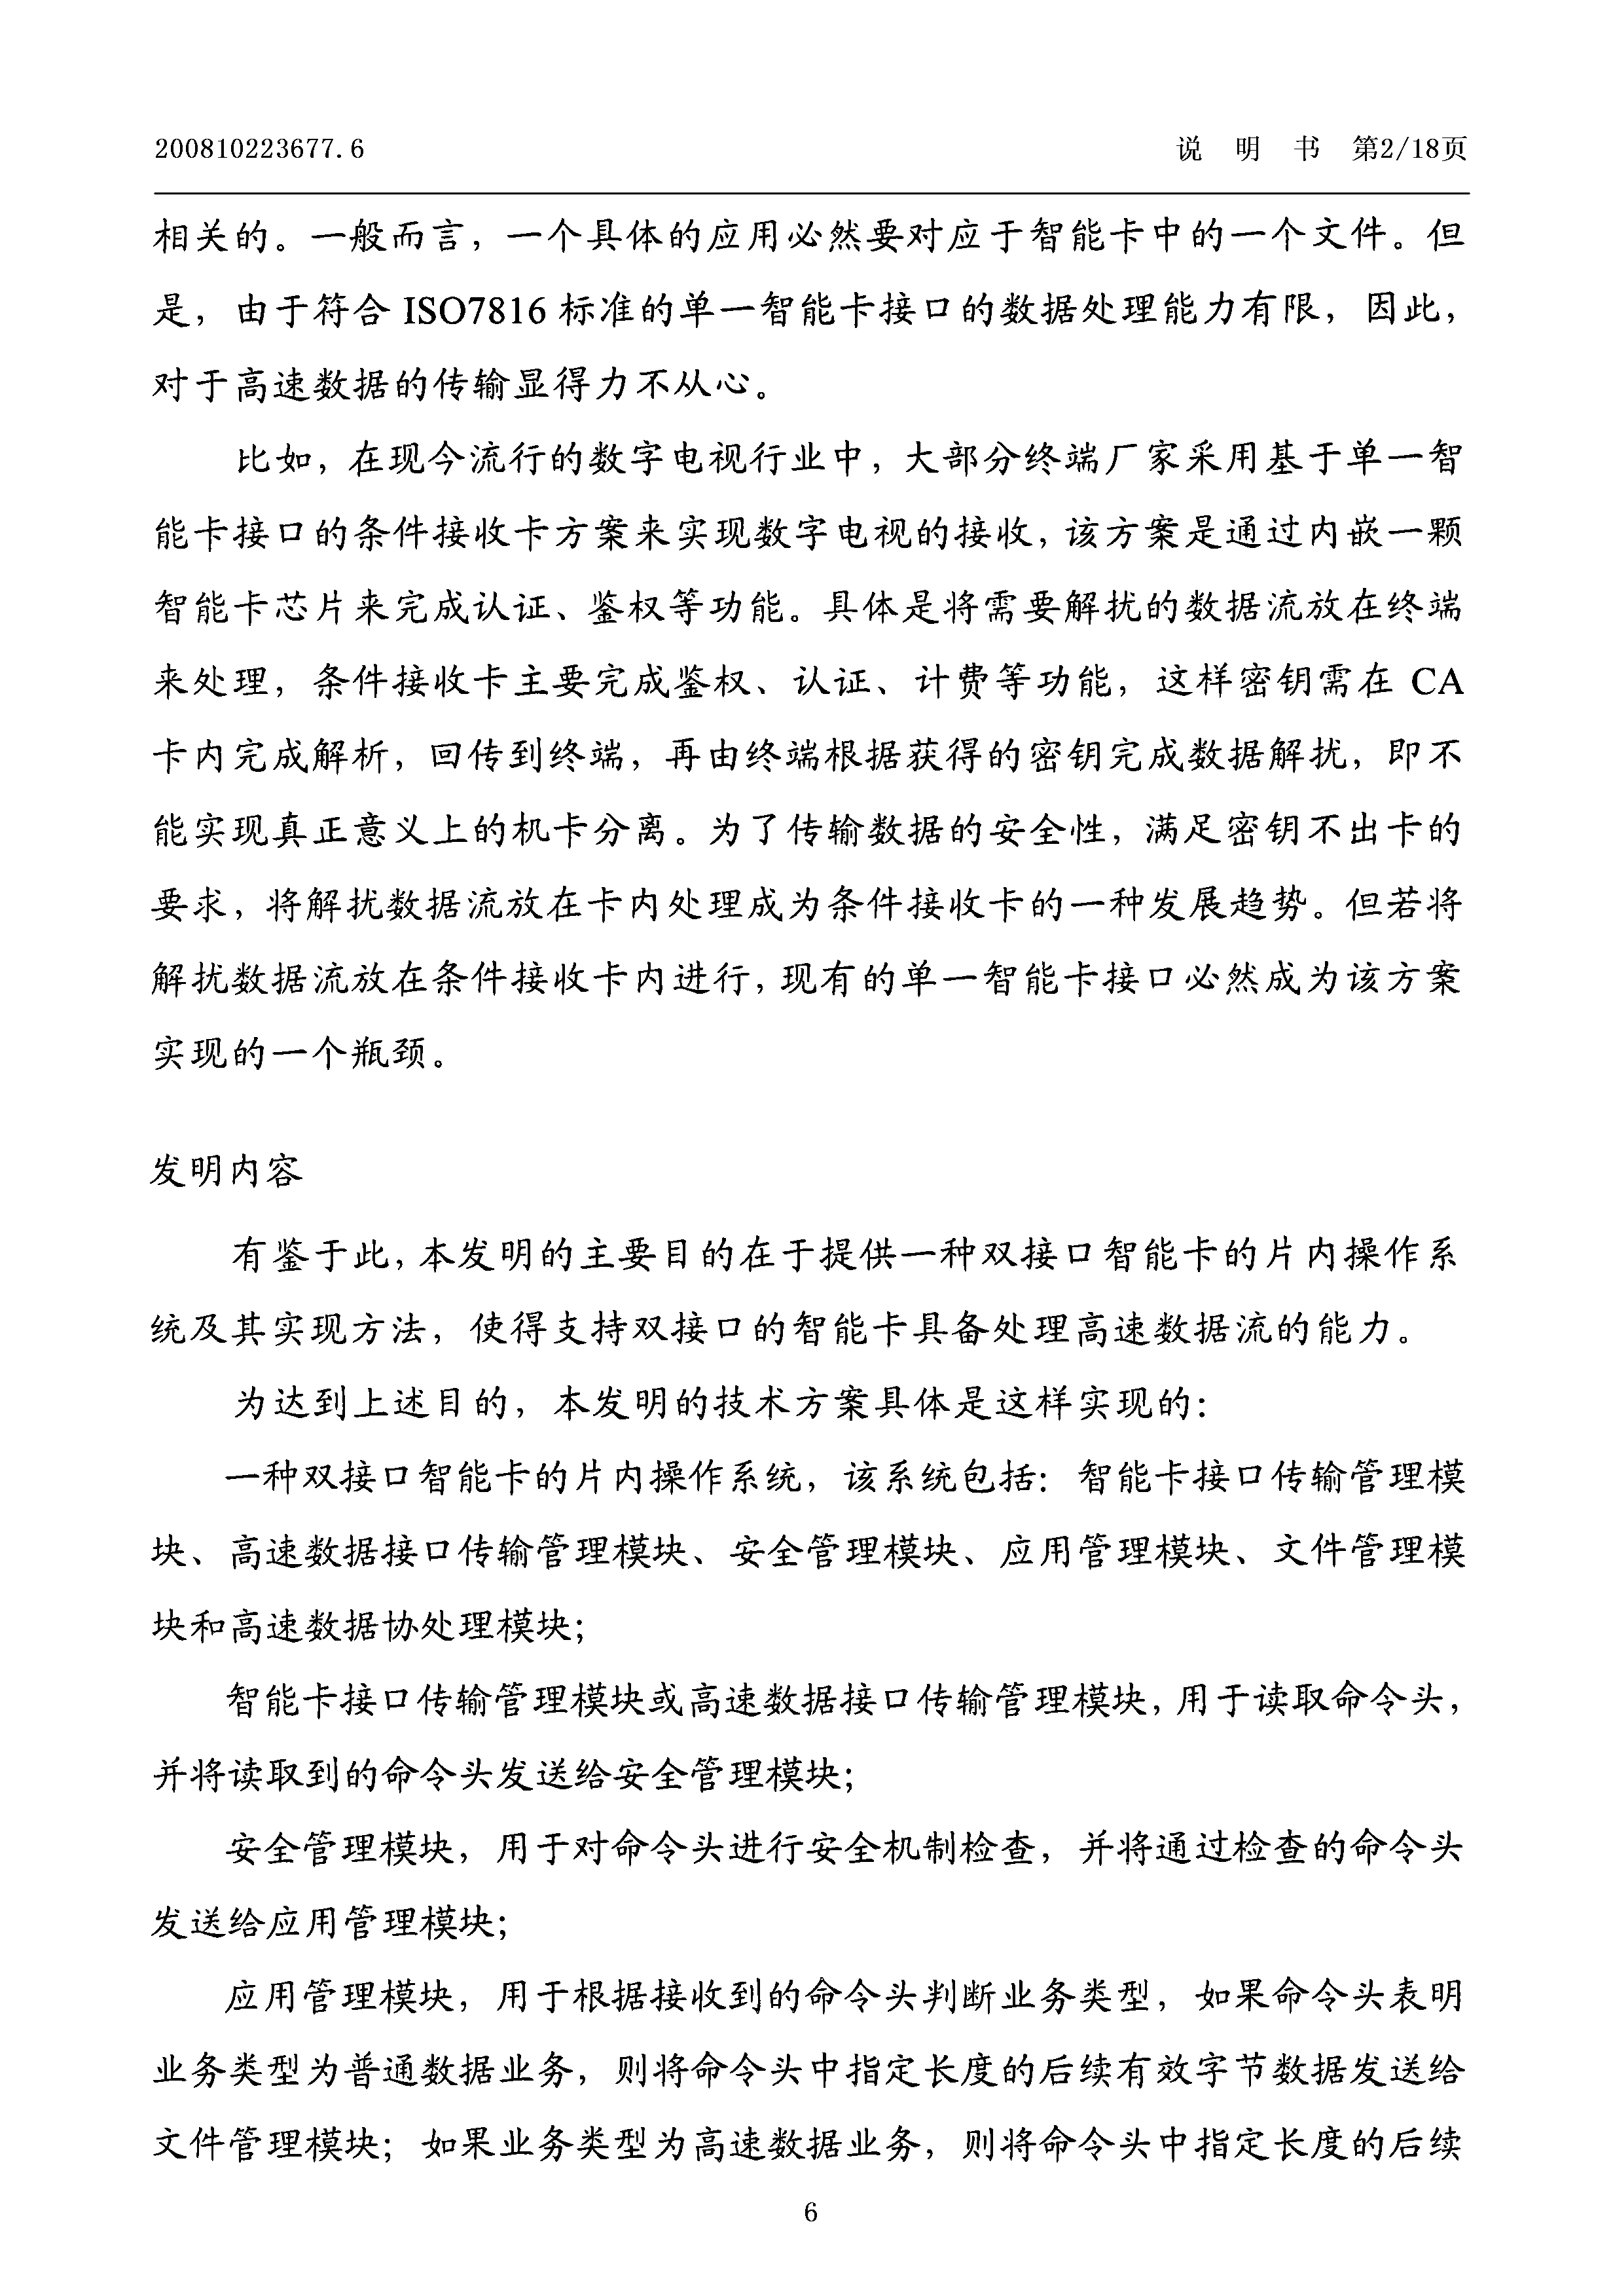 200810223677.6
说 明 书 第2/18页
相关的。一般而言，一个具体的应用必然要对应于智能卡中的一个文件。但
是，由于符合 ISO7816 标准的单一智能卡接口的数据处理能力有限，因此，
对于高速数据的传输显得力不从心。
比如，在现今流行的数字电视行业中，大部分终端厂家采用基于单一智
能卡接口的条件接收卡方案来实现数字电视的接收，该方案是通过内嵌一颗
智能卡芯片来完成认证、鉴权等功能。具体是将需要解扰的数据流放在终端
来处理，条件接收卡主要完成鉴权、认证、计费等功能，这样密钥需在 CA
卡内完成解析，回传到终端，再由终端根据获得的密钥完成数据解扰，即不
能实现真正意义上的机卡分离。为了传输数据的安全性，满足密钥不出卡的
要求，将解扰数据流放在卡内处理成为条件接收卡的一种发展趋势。但若将
解扰数据流放在条件接收卡内进行，现有的单一智能卡接口必然成为该方案
实现的一个瓶颈。
发明内容
有鉴于此，本发明的主要目的在于提供一种双接口智能卡的片内操作系
统及其实现方法，使得支持双接口的智能卡具备处理高速数据流的能力。
为达到上述目的，本发明的技术方案具体是这样实现的：
一种双接口智能卡的片内操作系统，该系统包括：智能卡接口传输管理模
块、高速数据接口传输管理模块、安全管理模块、应用管理模块、文件管理模
块和高速数据协处理模块；
智能卡接口传输管理模块或高速数据接口传输管理模块，用于读取命令头，
并将读取到的命令头发送给安全管理模块；
安全管理模块，用于对命令头进行安全机制检查，并将通过检查的命令头
发送给应用管理模块；
应用管理模块，用于根据接收到的命令头判断业务类型，如果命令头表明
业务类型为普通数据业务，则将命令头中指定长度的后续有效字节数据发送给
文件管理模块；如果业务类型为高速数据业务，则将命令头中指定长度的后续
6